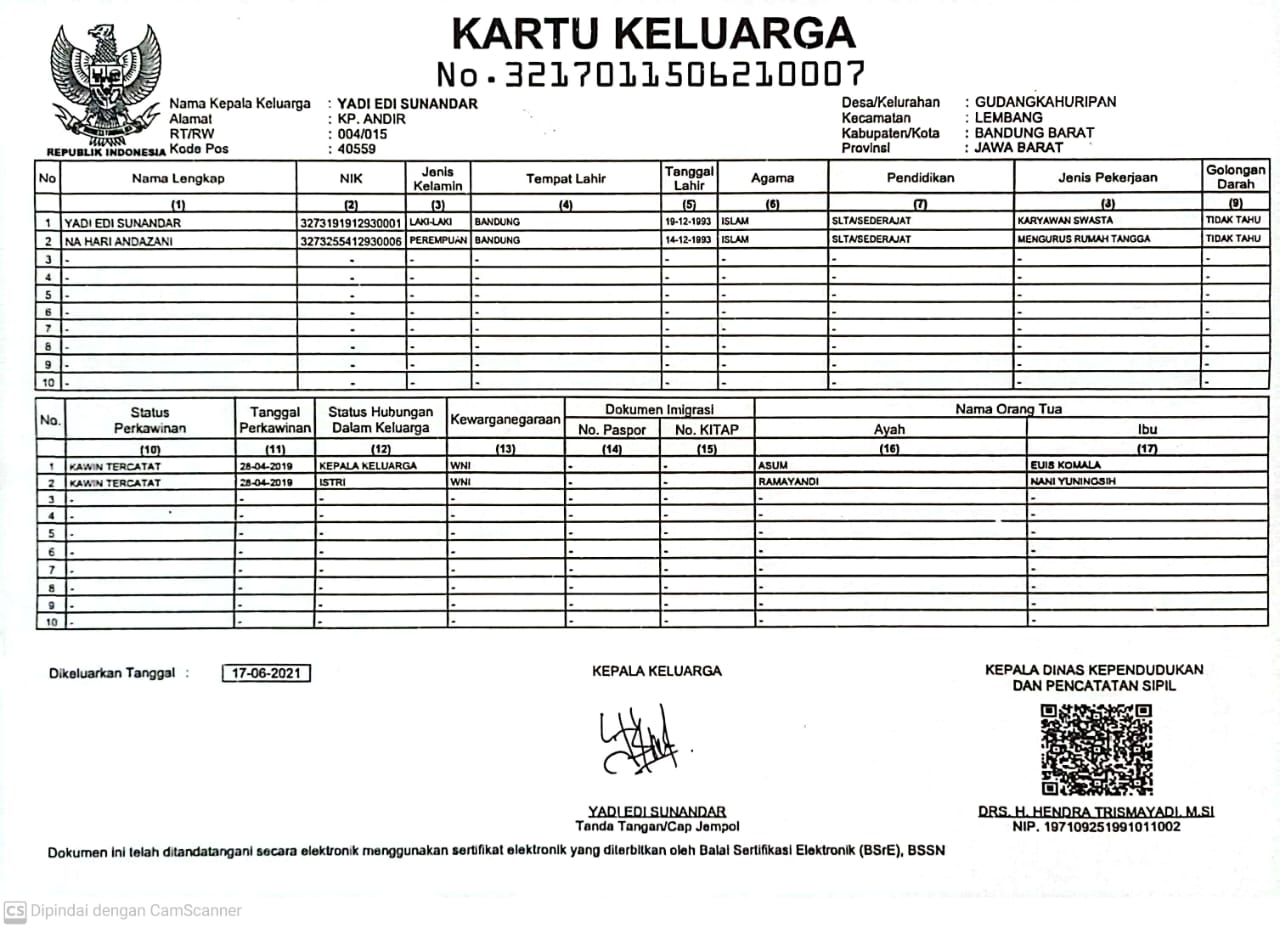 KARTU KELUARGA
No. 3217011506210007
REPUBLIK INDONESIA
Nama Kepala Keluarga : YADI EDI SUNANDAR
Alamat : KP. ANDIR
RT/RW : 004/015
Kode Pos : 40559
Desa/Kelurahan : GUDANGKAHURIPAN
Kecamatan : LEMBANG
Kabupaten/Kota : BANDUNG BARAT
Provinsi : JAWA BARAT
No Nama Lengkap NIK Jenis Kelamin Tempat Lahir Tanggal Lahir Agama Pendidikan Jenis Pekerjaan Golongan Darah
(1) (2) (3) (4) (5) (6) (7) (8) (9)
1 YADI EDI SUNANDAR 3273191912930001 LAKI-LAKI BANDUNG 19-12-1993 ISLAM SLTA/SEDERAJAT KARYAWAN SWASTA TIDAK TAHU
2 NA HARI ANDAZANI 3273255412930006 PEREMPUAN BANDUNG 14-12-1993 ISLAM SLTA/SEDERAJAT MENGURUS RUMAH TANGGA TIDAK TAHU
3 - - - - - - - - -
4 - - - - - - - - -
5 - - - - - - - - -
6 - - - - - - - - -
7 - - - - - - - - -
8 - - - - - - - - -
9 - - - - - - - - -
10 - - - - - - - - -
No. Status Perkawinan Tanggal Perkawinan Status Hubungan Dalam Keluarga Kewarganegaraan Dokumen Imigrasi Nama Orang Tua
No. Paspor No. KITAP Ayah Ibu
(10) (11) (12) (13) (14) (15) (16) (17)
1 KAWIN TERCATAT 28-04-2019 KEPALA KELUARGA WNI - - ASUM EUIS KOMALA
2 KAWIN TERCATAT 28-04-2019 ISTRI WNI - - RAMAYANDI NANI YUNINGSIH
3 - - - - - - - -
4 - - - - - - - -
5 - - - - - - - -
6 - - - - - - - -
7 - - - - - - - -
8 - - - - - - - -
9 - - - - - - - -
10 - - - - - - - -
Dikeluarkan Tanggal : 17-06-2021
KEPALA KELUARGA
YADI EDI SUNANDAR
Tanda Tangan/Cap Jempol
KEPALA DINAS KEPENDUDUKAN
DAN PENCATATAN SIPIL
DRS. H. HENDRA TRISMAYADI, M.SI
NIP. 197109251991011002
Dokumen ini telah ditandatangani secara elektronik menggunakan sertifikat elektronik yang diterbitkan oleh Balai Sertifikasi Elektronik (BSrE), BSSN
CS Dipindai dengan CamScanner